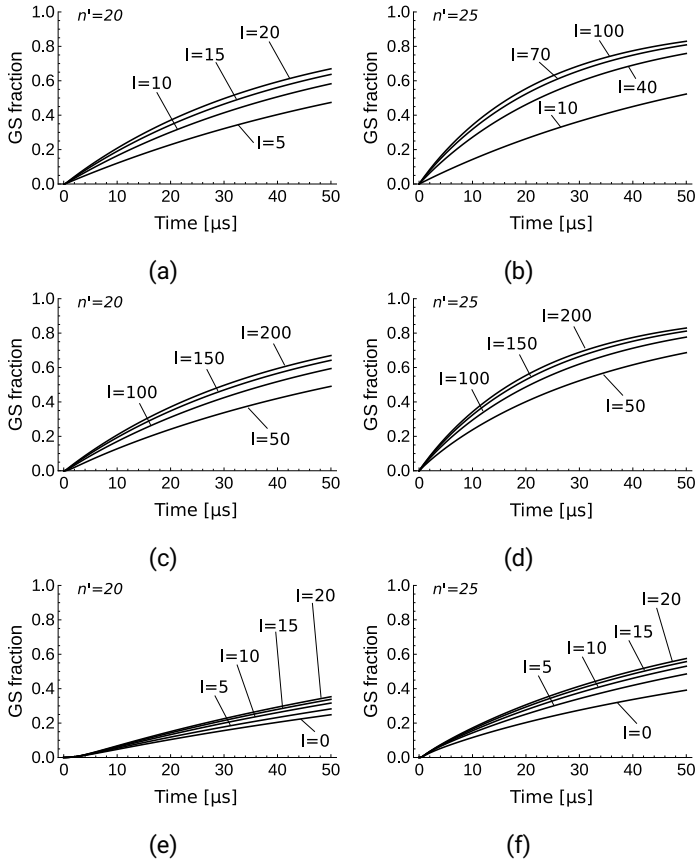 n'=20
GS fraction
1.0
0.8
0.6
0.4
0.2
0.0
I=20
I=15
I=10
I=5
0 10 20 30 40 50
Time [µs]
(a)
n'=25
GS fraction
1.0
0.8
0.6
0.4
0.2
0.0
I=100
I=70
I=40
I=10
0 10 20 30 40 50
Time [µs]
(b)
n'=20
GS fraction
1.0
0.8
0.6
0.4
0.2
0.0
I=200
I=150
I=100
I=50
0 10 20 30 40 50
Time [µs]
(c)
n'=25
GS fraction
1.0
0.8
0.6
0.4
0.2
0.0
I=200
I=150
I=100
I=50
0 10 20 30 40 50
Time [µs]
(d)
n'=20
GS fraction
1.0
0.8
0.6
0.4
0.2
0.0
I=20
I=15
I=10
I=5
I=0
0 10 20 30 40 50
Time [µs]
(e)
n'=25
GS fraction
1.0
0.8
0.6
0.4
0.2
0.0
I=20
I=15
I=10
I=5
I=0
0 10 20 30 40 50
Time [µs]
(f)